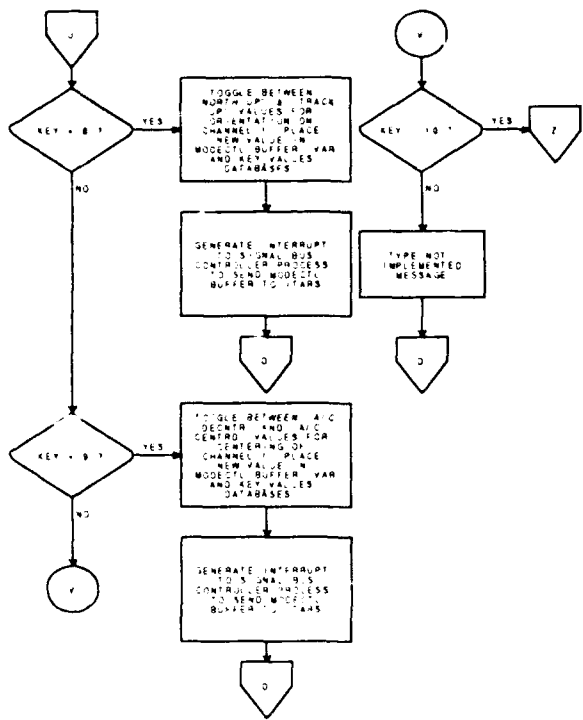 KEY = 8 ?
YES
NO
TOGGLE BETWEEN
NORTH UP & TRACK
UP VALUES FOR
ORIENTATION ON
CHANNEL 1 PLACE
NEW VALUE IN
MODECTL BUFFER VAR
AND KEY VALUES
DATABASES
GENERATE INTERRUPT
TO SIGNAL BUS
CONTROLLER PROCESS
TO SEND MODECTL
BUFFER TO ITARS
KEY = 9 ?
YES
NO
TOGGLE BETWEEN A/C
DECNTR AND A/C
CENTRD VALUES FOR
CENTERING OF
CHANNEL 1 PLACE
NEW VALUE IN
MODECTL BUFFER VAR
AND KEY VALUES
DATABASES
GENERATE INTERRUPT
TO SIGNAL BUS
CONTROLLER PROCESS
TO SEND MODECTL
BUFFER TO ITARS
KEY 10 ?
YES
Z
NO
TYPE NOT
IMPLEMENTED
MESSAGE